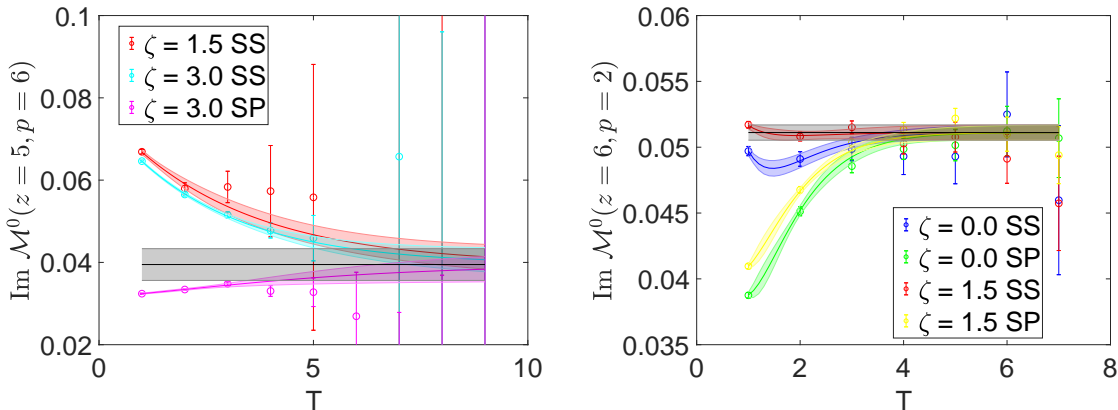 0.1
0.08
0.06
0.04
0.02
0
5
10
T
Im M⁰(z = 5, p = 6)
ζ = 1.5 SS
ζ = 3.0 SS
ζ = 3.0 SP
0.06
0.055
0.05
0.045
0.04
0.035
0
2
4
6
8
T
Im M⁰(z = 6, p = 2)
ζ = 0.0 SS
ζ = 0.0 SP
ζ = 1.5 SS
ζ = 1.5 SP